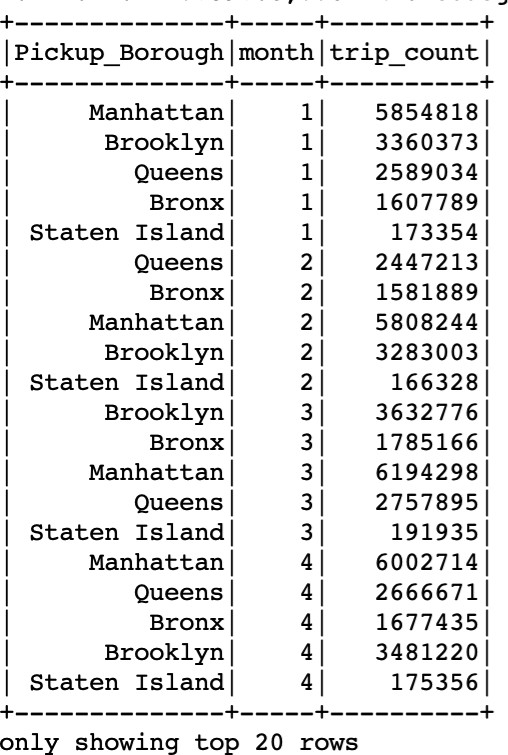 +---------------+-----+----------+
|Pickup_Borough|month|trip_count|
+---------------+-----+----------+
|     Manhattan|    1|   5854818|
|      Brooklyn|    1|   3360373|
|        Queens|    1|   2589034|
|         Bronx|    1|   1607789|
| Staten Island|    1|    173354|
|        Queens|    2|   2447213|
|         Bronx|    2|   1581889|
|     Manhattan|    2|   5808244|
|      Brooklyn|    2|   3283003|
| Staten Island|    2|    166328|
|      Brooklyn|    3|   3632776|
|         Bronx|    3|   1785166|
|     Manhattan|    3|   6194298|
|        Queens|    3|   2757895|
| Staten Island|    3|    191935|
|     Manhattan|    4|   6002714|
|        Queens|    4|   2666671|
|         Bronx|    4|   1677435|
|      Brooklyn|    4|   3481220|
| Staten Island|    4|    175356|
+---------------+-----+----------+
only showing top 20 rows